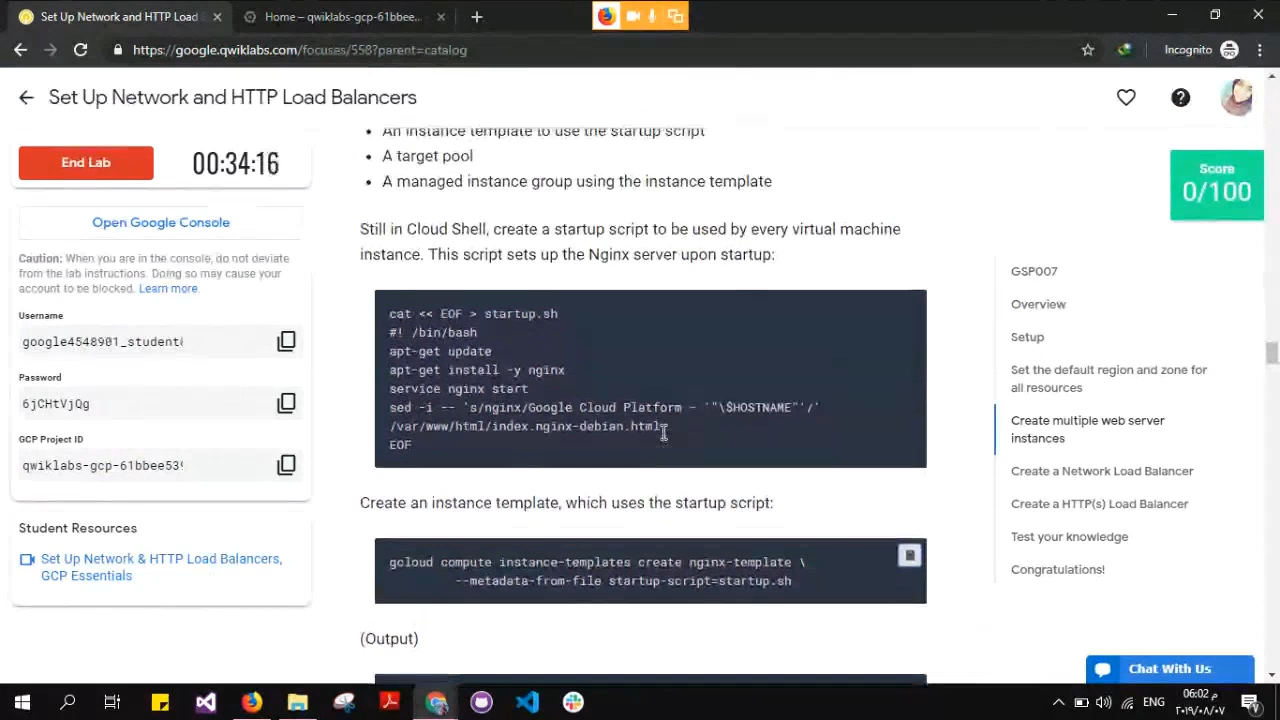 Set Up Network and HTTP Load
Home – qwiklabs-gcp-61bbee...
https://google.qwiklabs.com/focuses/558?parent=catalog
Incognito
Set Up Network and HTTP Load Balancers
End Lab
00:34:16
Open Google Console
Caution: When you are in the console, do not deviate
from the lab instructions. Doing so may cause your
account to be blocked. Learn more.
Username
google4548901_student
Password
6jCHtVjQg
GCP Project ID
qwiklabs-gcp-61bbee53
Student Resources
Set Up Network & HTTP Load Balancers,
GCP Essentials
An instance template to use the startup script
A target pool
A managed instance group using the instance template
Still in Cloud Shell, create a startup script to be used by every virtual machine
instance. This script sets up the Nginx server upon startup:
cat << EOF > startup.sh
#! /bin/bash
apt-get update
apt-get install -y nginx
service nginx start
sed -i -- 's/nginx/Google Cloud Platform - '"\$HOSTNAME"'/'
/var/www/html/index.nginx-debian.html
EOF
Create an instance template, which uses the startup script:
gcloud compute instance-templates create nginx-template \
--metadata-from-file startup-script=startup.sh
(Output)
Score
0/100
GSP007
Overview
Setup
Set the default region and zone for
all resources
Create multiple web server
instances
Create a Network Load Balancer
Create a HTTP(s) Load Balancer
Test your knowledge
Congratulations!
Chat With Us
ENG
06:02 م
٢٠١٩/٠٨/٠٧